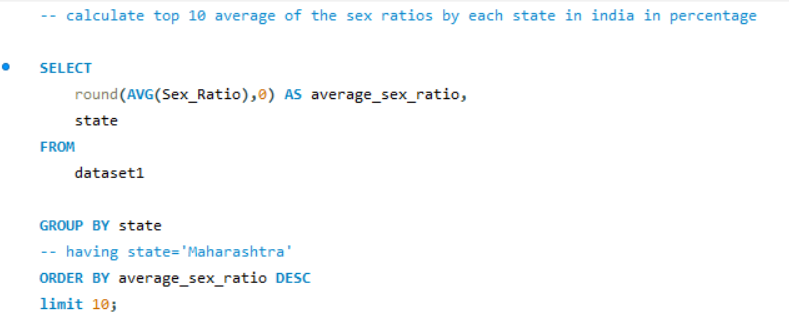 -- calculate top 10 average of the sex ratios by each state in india in percentage
SELECT
round(AVG(Sex_Ratio),0) AS average_sex_ratio,
state
FROM
dataset1
GROUP BY state
-- having state='Maharashtra'
ORDER BY average_sex_ratio DESC
limit 10;